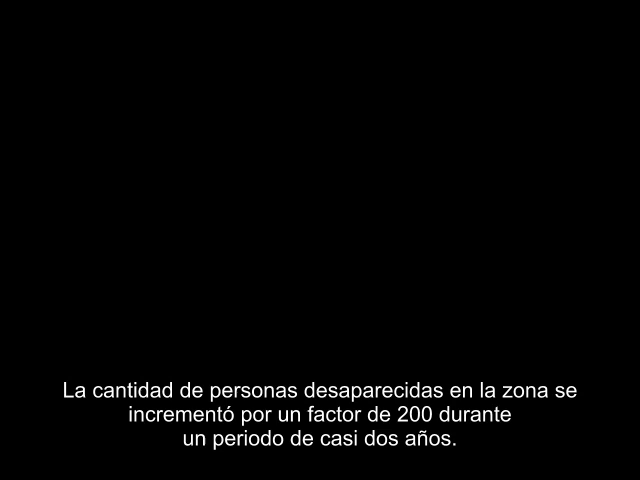 La cantidad de personas desaparecidas en la zona se
incrementó por un factor de 200 durante
un periodo de casi dos años.